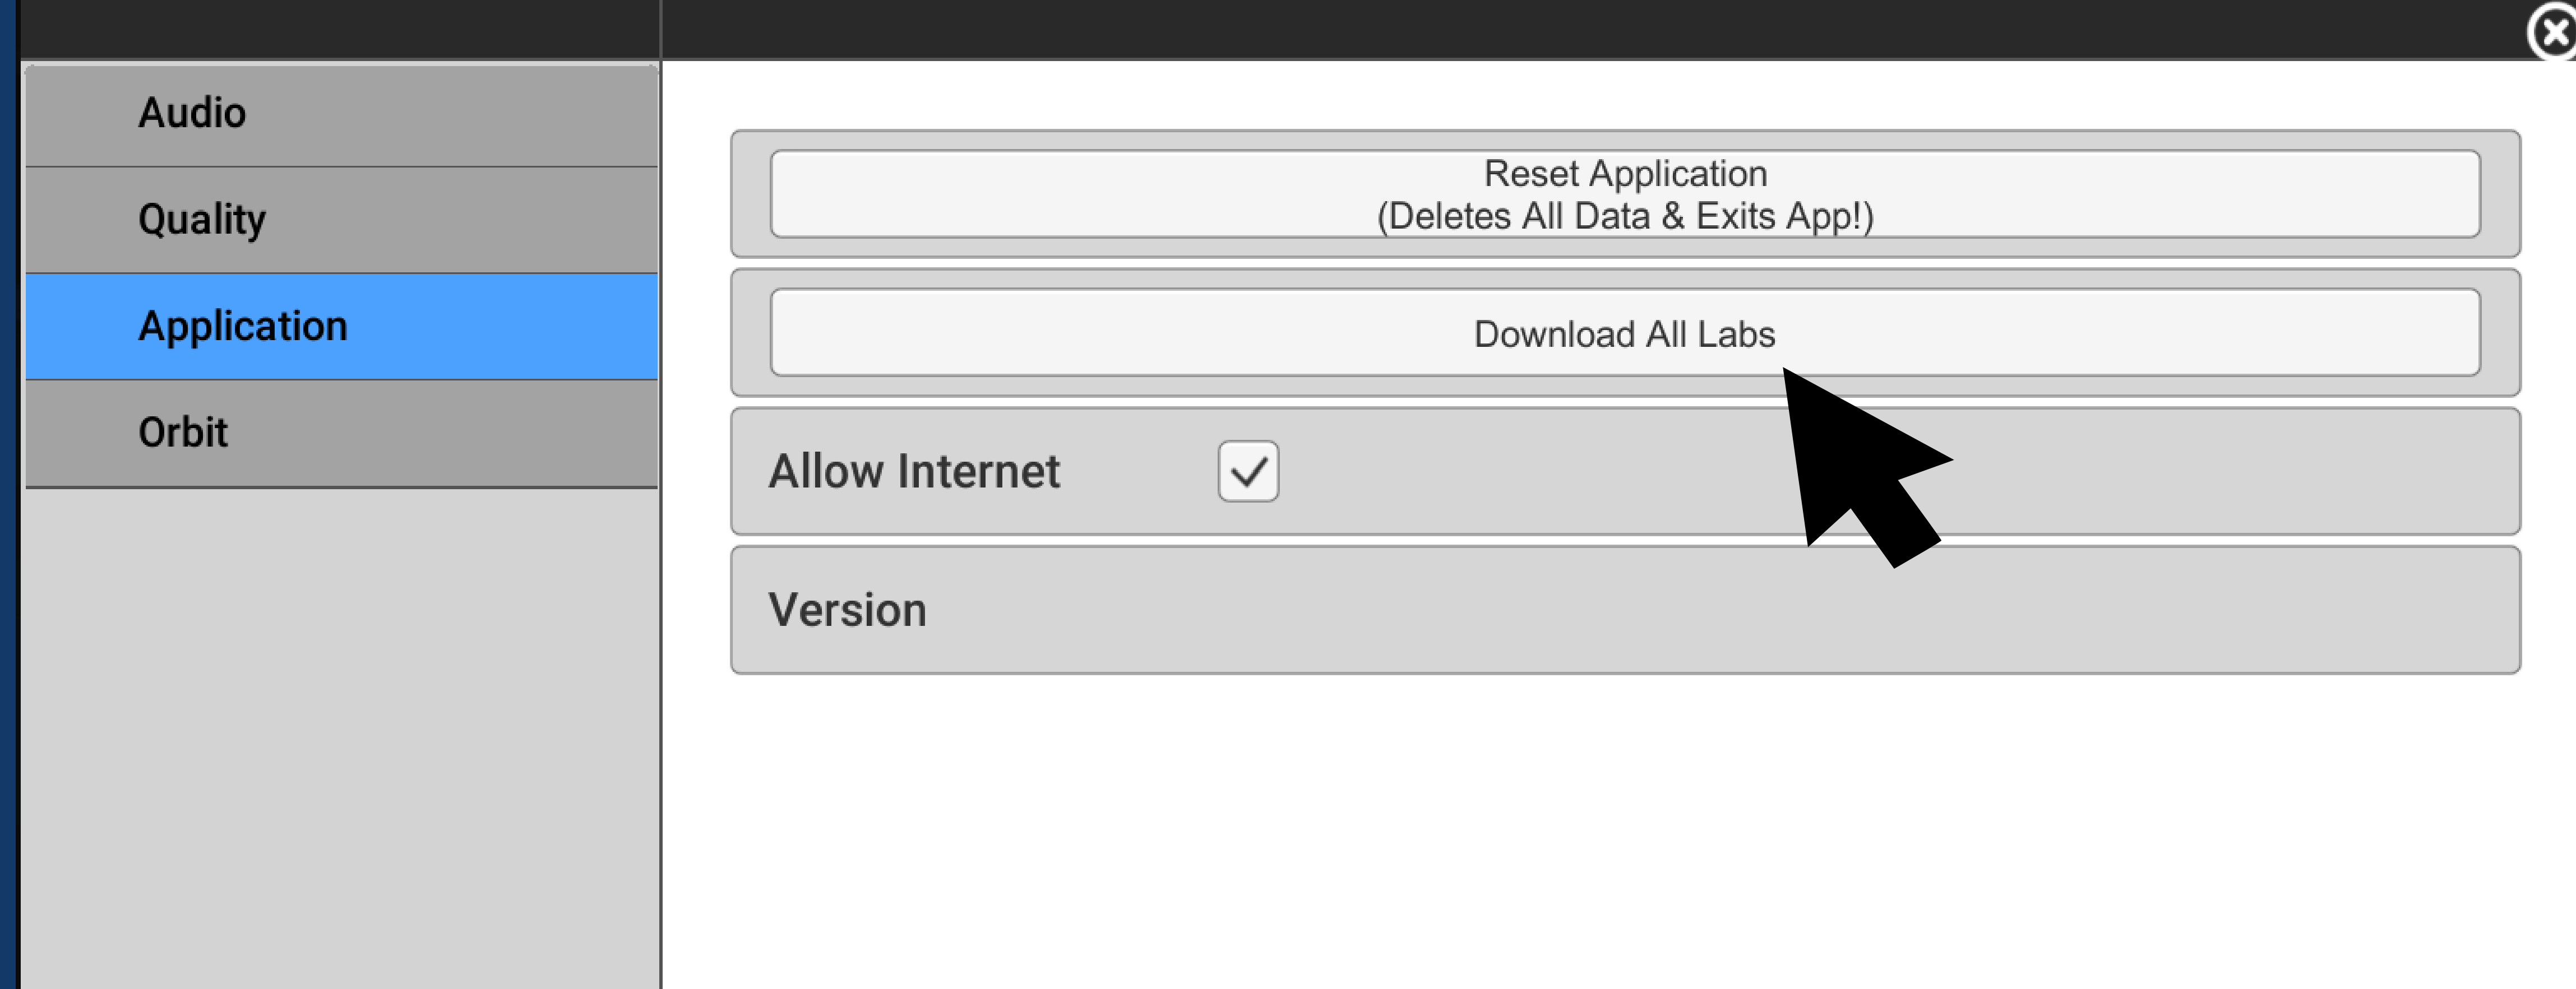 Audio
Quality
Application
Orbit
Reset Application
(Deletes All Data & Exits App!)
Download All Labs
Allow Internet
Version